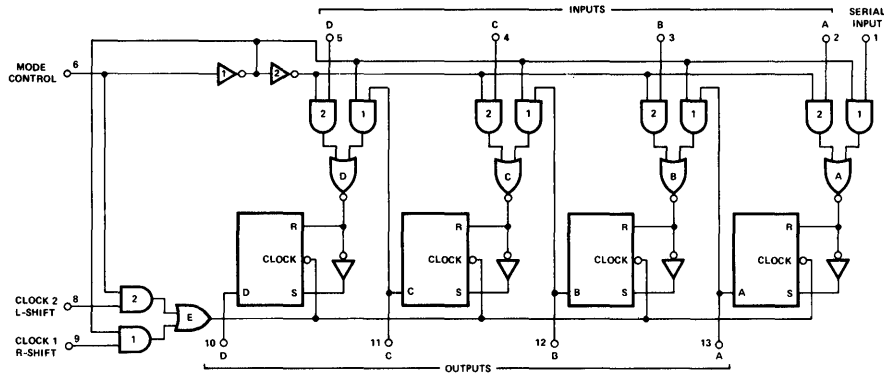 INPUTS
D C B A SERIAL INPUT
5 4 3 2 1
MODE CONTROL 6
1 2
2 1 2 1 2 1 2 1
D C B A
R R R R
CLOCK CLOCK CLOCK CLOCK
D S C S B S A S
CLOCK 2 L-SHIFT 8 2
E
CLOCK 1 R-SHIFT 9 1
10 11 12 13
D C B A
OUTPUTS